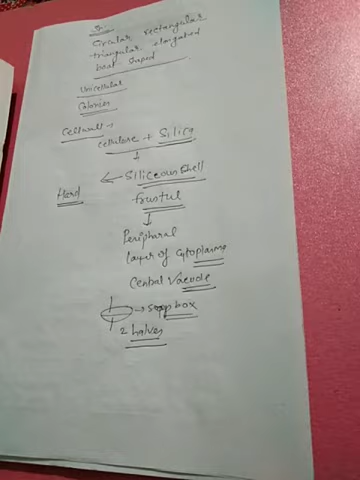 Circular rectangular
triangular, elongated
boat shaped
Unicellular
Colonies
Cellwall →
cellulose + Silica
← Siliceous shell
Hard
frustul
Peripheral
layer of cytoplasm
Central Vacuole
→ soap box
2 halves